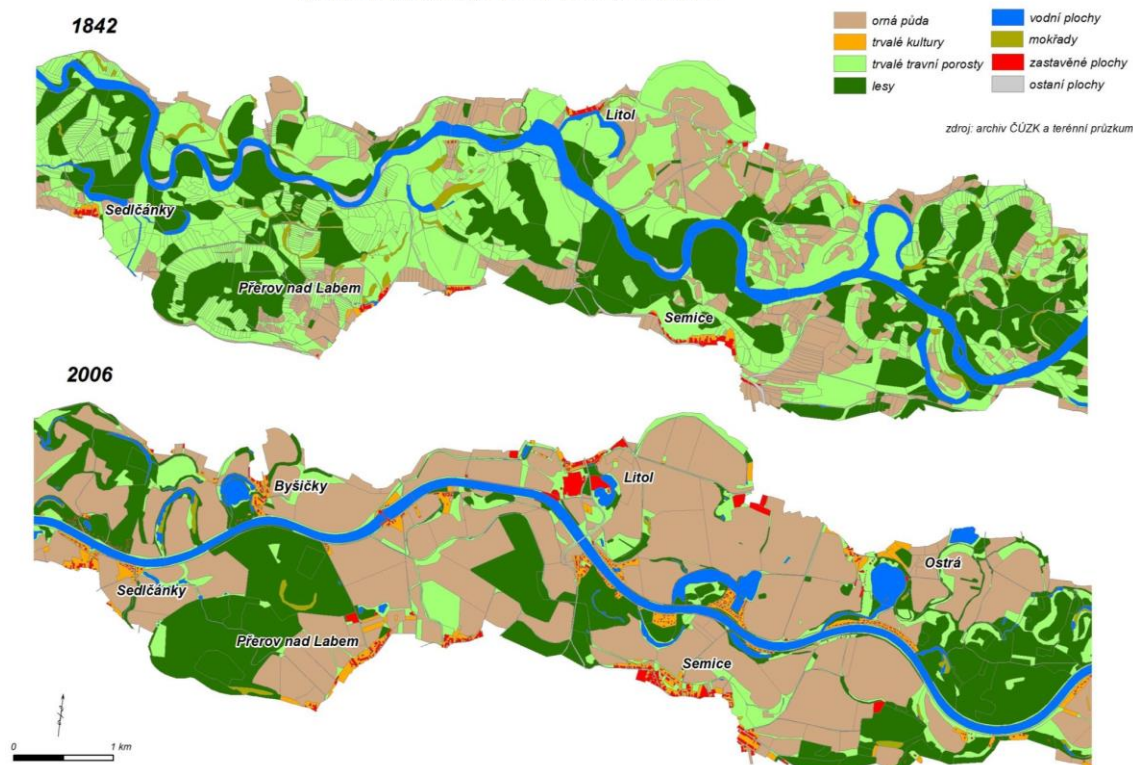 1842
orná půda
trvalé kultury
trvalé travní porosty
lesy
vodní plochy
mokřady
zastavěné plochy
ostaní plochy
zdroj: archiv ČÚZK a terénní průzkum
Litol
Sedlčánky
Přerov nad Labem
Semice
2006
Byšičky
Litol
Ostrá
Sedlčánky
Přerov nad Labem
Semice
0 1 km